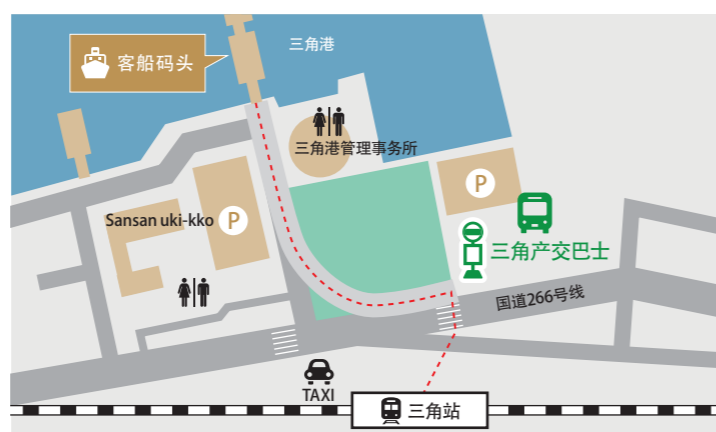 三角港
客船码头
三角港管理事务所
P
Sansan uki-kko
P
三角产交巴士
国道266号线
TAXI
三角站